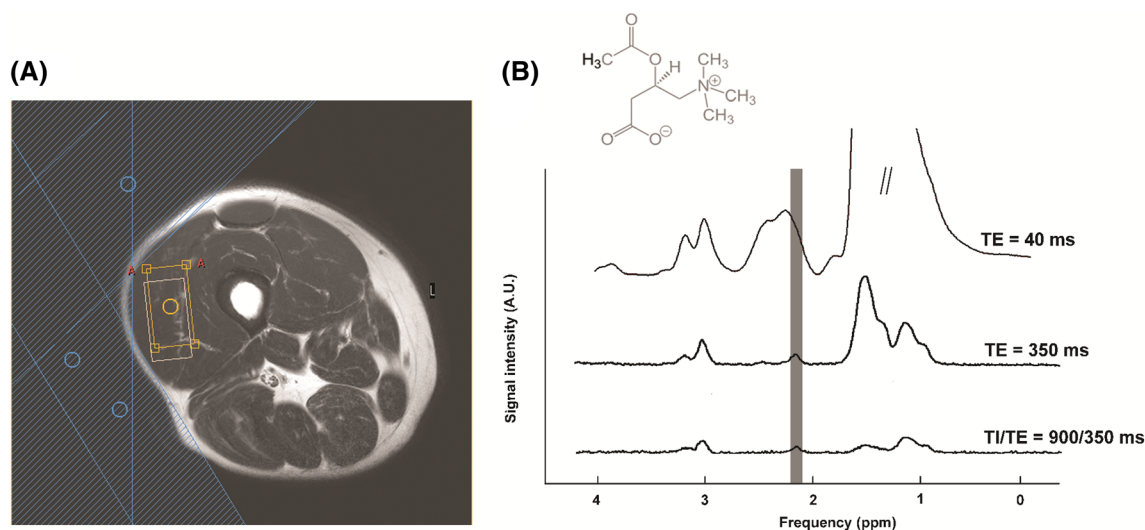 (A)
A
A
L
(B)
O
H₃C
O
H
CH₃
N⊕
CH₃
CH₃
O
O⊖
Signal intensity (A.U.)
//
TE = 40 ms
TE = 350 ms
TI/TE = 900/350 ms
4 3 2 1 0
Frequency (ppm)